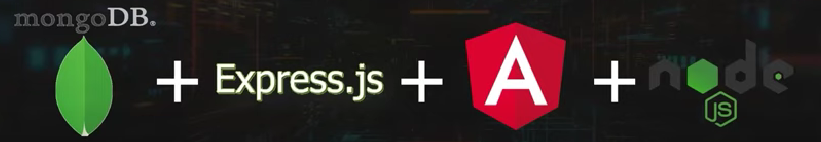 mongoDB®
+ Express.js + A + node
JS